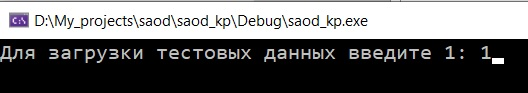 D:\My_projects\saod\saod_kp\Debug\saod_kp.exe
Для загрузки тестовых данных введите 1: 1